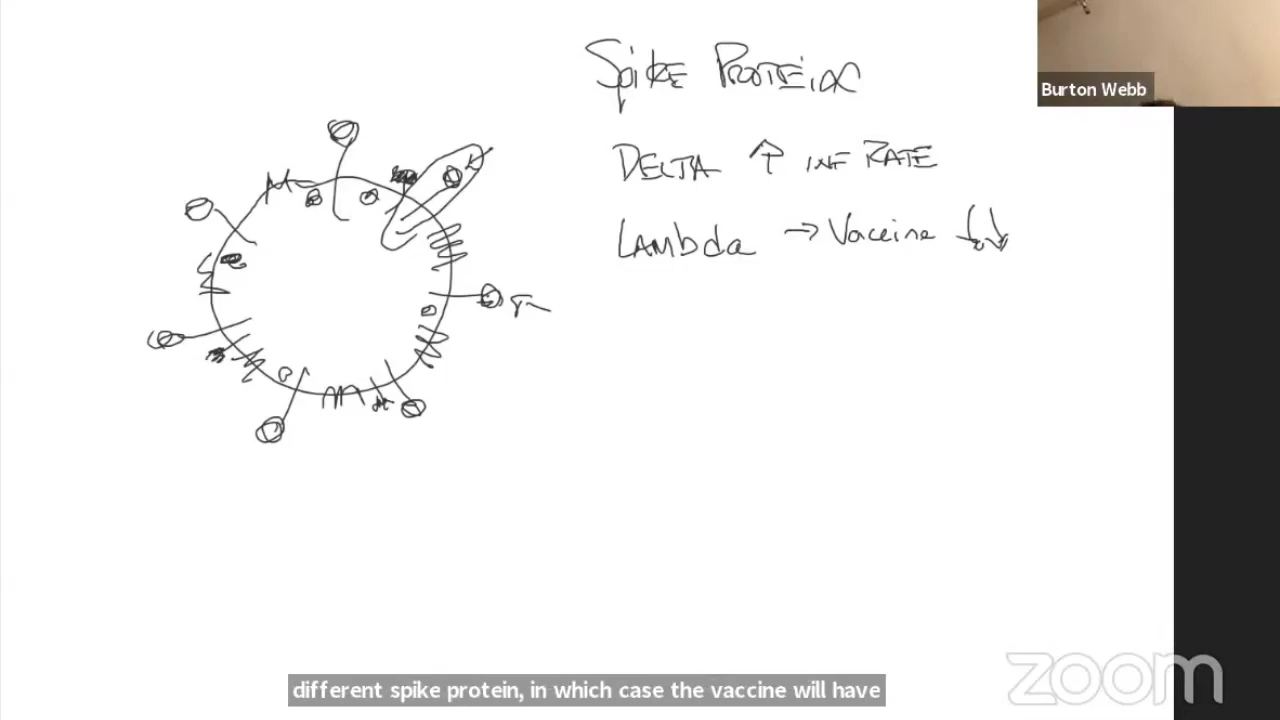 Spike PROTEIN
Burton Webb
DELTA ↑ INF RATE
LAMBDA → Vaccine ↓↓
different spike protein, in which case the vaccine will have
zoom